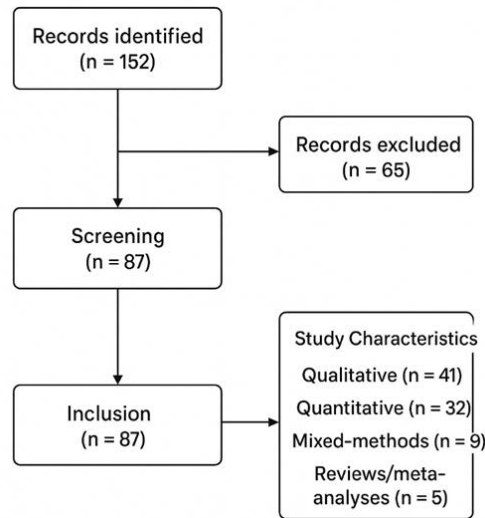 Records identified
(n = 152)
Records excluded
(n = 65)
Screening
(n = 87)
Inclusion
(n = 87)
Study Characteristics
Qualitative (n = 41)
Quantitative (n = 32)
Mixed-methods (n = 9)
Reviews/meta-
analyses (n = 5)